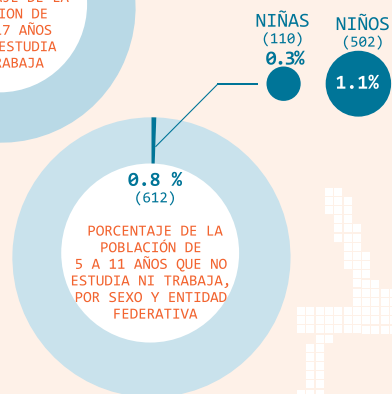 ION DE
7 AÑOS
ESTUDIA
RABAJA
NIÑAS
(110)
0.3%
NIÑOS
(502)
1.1%
0.8 %
(612)
PORCENTAJE DE LA
POBLACIÓN DE
5 A 11 AÑOS QUE NO
ESTUDIA NI TRABAJA,
POR SEXO Y ENTIDAD
FEDERATIVA